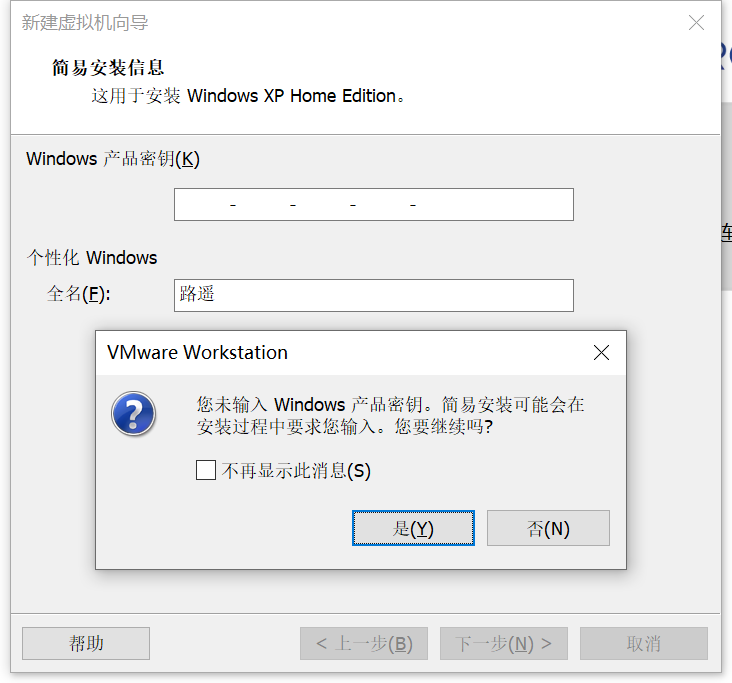 新建虚拟机向导
简易安装信息
这用于安装 Windows XP Home Edition。
Windows 产品密钥(K)
- - - -
个性化 Windows
全名(F):
路遥
VMware Workstation
您未输入 Windows 产品密钥。简易安装可能会在
安装过程中要求您输入。您要继续吗?
不再显示此消息(S)
是(Y)
否(N)
帮助
< 上一步(B)
下一步(N) >
取消